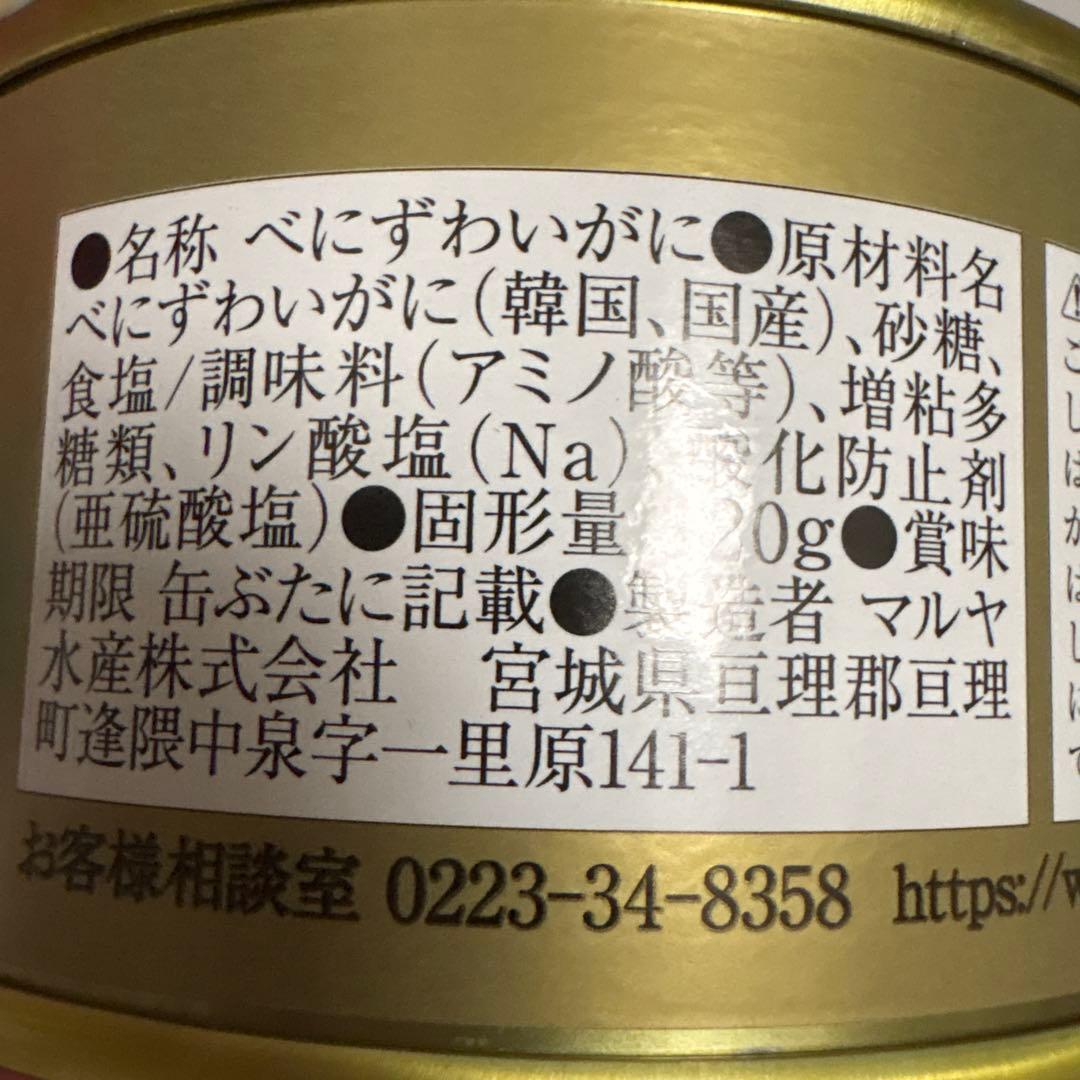 ●名称 べにずわいがに●原材料名
べにずわいがに(韓国、国産)、砂糖、
食塩/調味料(アミノ酸等)、増粘多
糖類、リン酸塩(Na)、酸化防止剤
(亜硫酸塩)●固形量 20g●賞味
期限 缶ぶたに記載●製造者 マルヤ
水産株式会社 宮城県亘理郡亘理
町逢隈中泉字一里原141-1
お客様相談室 0223-34-8358 https://w